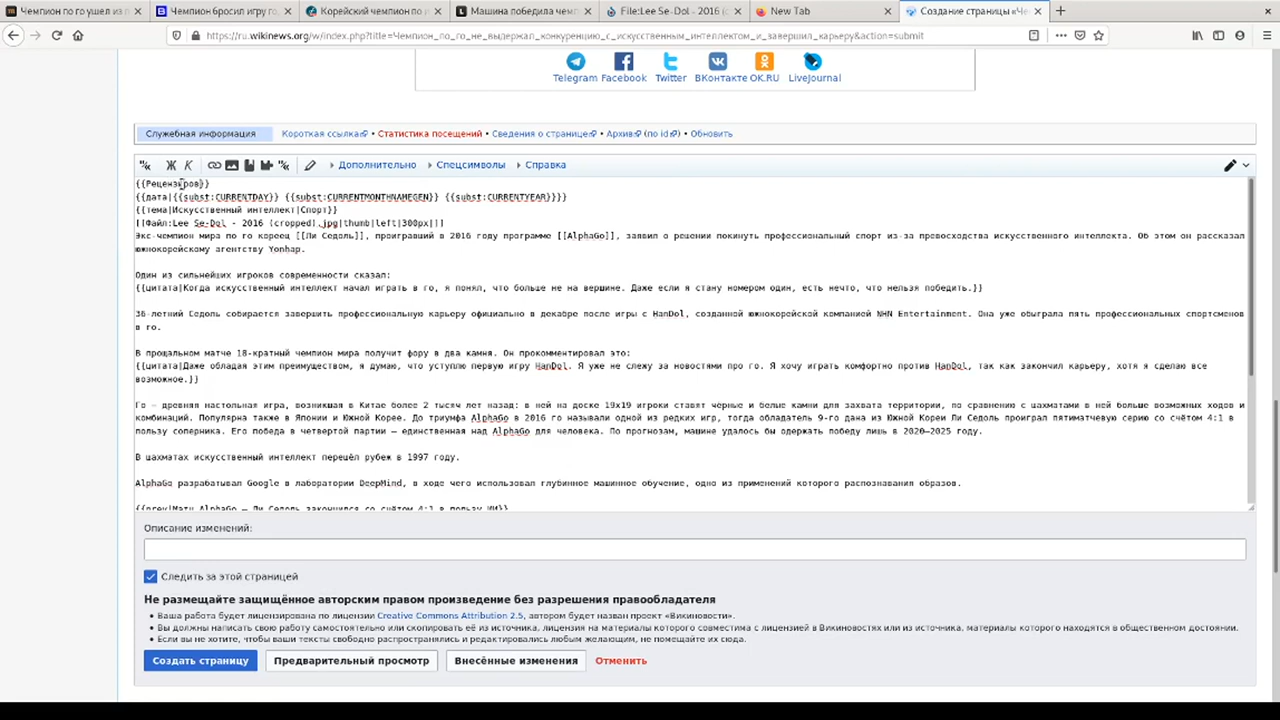 Чемпион по го ушел из п
Чемпион бросил игру го
Корейский чемпион по и
Машина победила чемп
File:Lee Se-Dol - 2016 (c
New Tab
Создание страницы «Че
https://ru.wikinews.org/w/index.php?title=Чемпион_по_го_не_выдержал_конкуренцию_с_искусственным_интеллектом_и_завершил_карьеру&action=submit
Telegram Facebook Twitter ВКонтакте OK.RU LiveJournal
Служебная информация Короткая ссылка • Статистика посещений • Сведения о странице • Архив (по id) • Обновить
Ж К Дополнительно Спецсимволы Справка
{{дата|{{subst:CURRENTDAY}} {{subst:CURRENTMONTHNAMEGEN}} {{subst:CURRENTYEAR}}}}
{{тема|Искусственный интеллект|Спорт}}
[[Файл:Lee Se-Dol - 2016 (cropped).jpg|thumb|left|300px|]]
Экс-чемпион мира по го кореец [[Ли Седоль]], проигравший в 2016 году программе [[AlphaGo]], заявил о решении покинуть профессиональный спорт из-за превосходства искусственного интеллекта. Об этом он рассказал
южнокорейскому агентству Yonhap.
Один из сильнейших игроков современности сказал:
{{цитата|Когда искусственный интеллект начал играть в го, я понял, что больше не на вершине. Даже если я стану номером один, есть нечто, что нельзя победить.}}
36-летний Седоль собирается завершить профессиональную карьеру официально в декабре после игры с HanDol, созданной южнокорейской компанией NHN Entertainment. Она уже обыграла пять профессиональных спортсменов
в го.
В прощальном матче 18-кратный чемпион мира получит фору в два камня. Он прокомментировал это:
{{цитата|Даже обладая этим преимуществом, я думаю, что уступлю первую игру HanDol. Я уже не слежу за новостями про го. Я хочу играть комфортно против HanDol, так как закончил карьеру, хотя я сделаю все
возможное.}}
Го — древняя настольная игра, возникшая в Китае более 2 тысяч лет назад: в ней на доске 19x19 игроки ставят чёрные и белые камни для захвата территории, по сравнению с шахматами в ней больше возможных ходов и
комбинаций. Популярна также в Японии и Южной Корее. До триумфа AlphaGo в 2016 го называли одной из редких игр, тогда обладатель 9-го дана из Южной Кореи Ли Седоль проиграл пятиматчевую серию со счётом 4:1 в
пользу соперника. Его победа в четвертой партии — единственная над AlphaGo для человека. По прогнозам, машине удалось бы одержать победу лишь в 2020—2025 году.
В шахматах искусственный интеллект перешёл рубеж в 1997 году.
AlphaGo разрабатывал Google в лаборатории DeepMind, в ходе чего использовал глубинное машинное обучение, одно из применений которого распознавания образов.
{{prev|Матч AlphaGo — Ли Седоль закончился со счётом 4:1 в пользу ИИ}}
Описание изменений:
Следить за этой страницей
Не размещайте защищённое авторским правом произведение без разрешения правообладателя
• Ваша работа будет лицензирована по лицензии Creative Commons Attribution 2.5, автором будет назван проект «Викиновости».
• Вы должны написать свою работу самостоятельно или скопировать её из источника, лицензия на материалы которого совместима с лицензией в Викиновостях или из источника, материалы которого находятся в общественном достоянии.
• Если вы не хотите, чтобы ваши тексты свободно распространялись и редактировались любым желающим, не помещайте их сюда.
Создать страницу Предварительный просмотр Внесённые изменения Отменить